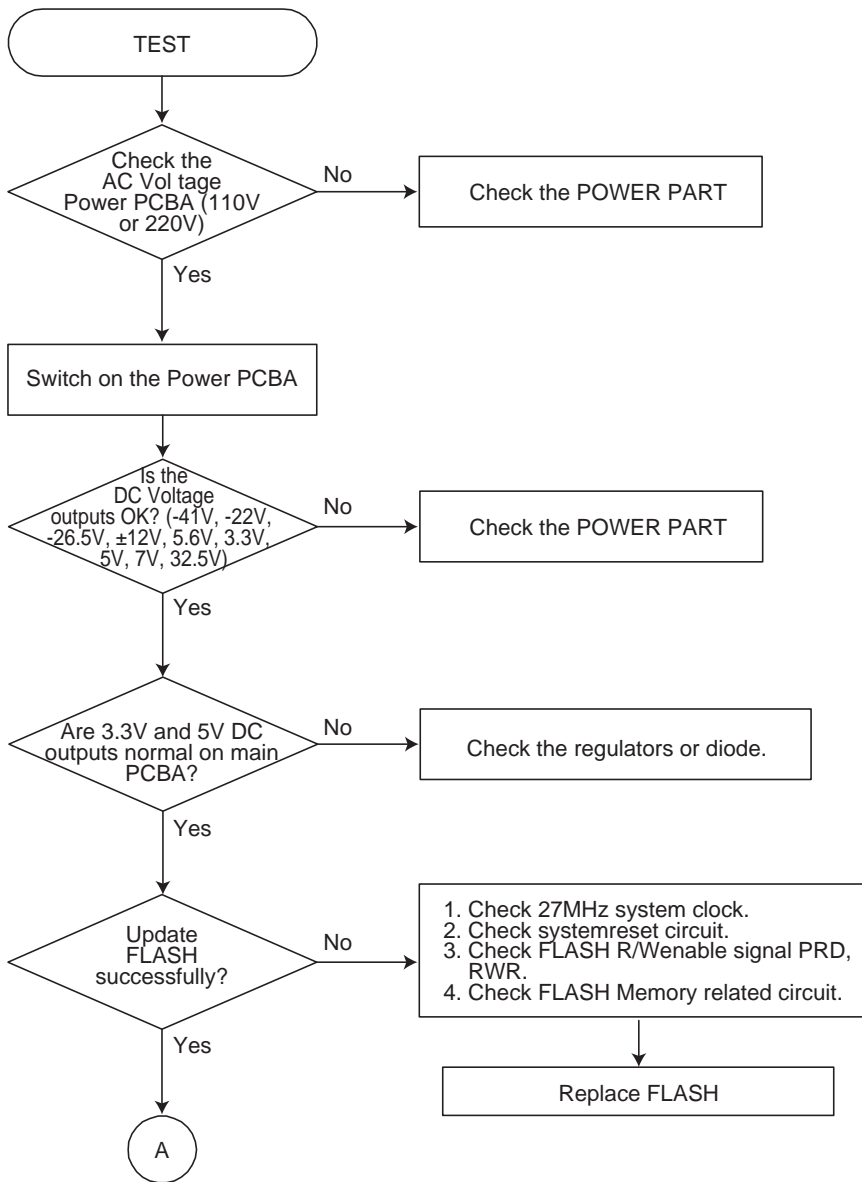 TEST
Check the
AC Vol tage
Power PCBA (110V
or 220V)
No
Check the POWER PART
Yes
Switch on the Power PCBA
Is the
DC Voltage
outputs OK? (-41V, -22V,
-26.5V, ±12V, 5.6V, 3.3V,
5V, 7V, 32.5V)
No
Check the POWER PART
Yes
Are 3.3V and 5V DC
outputs normal on main
PCBA?
No
Check the regulators or diode.
Yes
Update
FLASH
successfully?
No
1. Check 27MHz system clock.
2. Check systemreset circuit.
3. Check FLASH R/Wenable signal PRD,
RWR.
4. Check FLASH Memory related circuit.
Yes
Replace FLASH
A